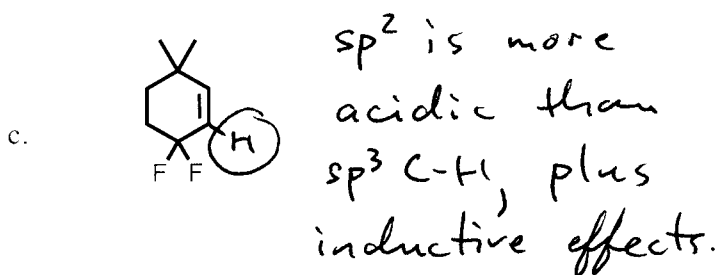 sp² is more
acidic than
c.
H
sp³ C-H, plus
F F
inductive effects.